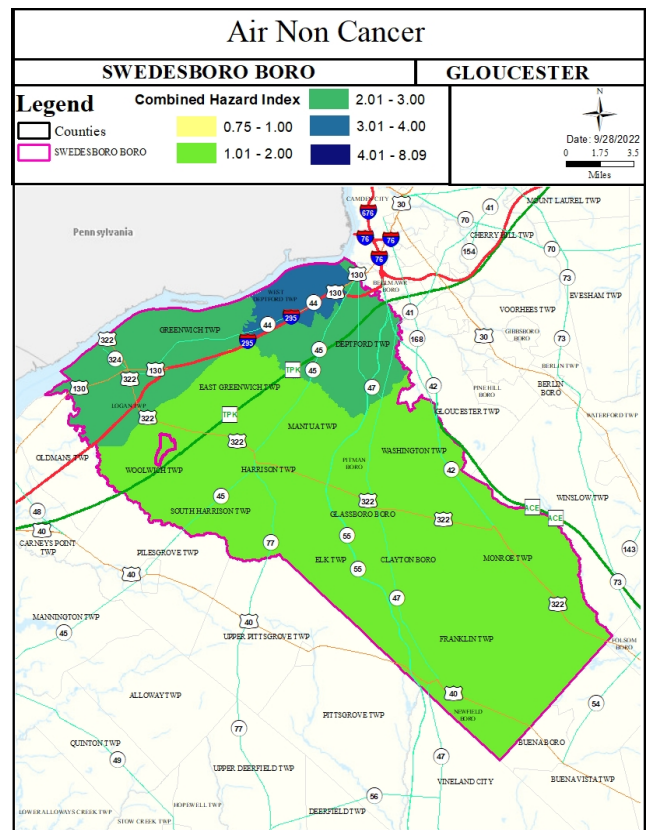 Air Non Cancer
SWEDESBORO BORO
GLOUCESTER
Legend
Counties
SWEDESBORO BORO
Combined Hazard Index
0.75 - 1.00
1.01 - 2.00
2.01 - 3.00
3.01 - 4.00
4.01 - 8.09
N
Date: 9/28/2022
0 1.75 3.5
Miles
CAMDEN CITY
30
41
MOUNT LAUREL TWP
676
70
Pennsylvania
76
76
CHERRY HILL TWP
154
70
76
73
130
BELLMAWR
BORO
WEST
DEPTFORD TWP
44
130
EVESHAM TWP
295
41
VOORHEES TWP
GREENWICH TWP
44
322
295
168
30
GIBBSBORO
BORO
73
45
DEPTFORD TWP
324
130
TPK
45
BERLIN TWP
322
130
EAST GREENWICH TWP
47
42
PINE HILL
BORO
BERLIN
BORO
LOGAN TWP
322
TPK
GLOUCESTER TWP
WATERFORD TWP
MANTUA TWP
322
OLDMANS TWP
PITMAN
BORO
WASHINGTON TWP
WOOLWICH TWP
HARRISON TWP
42
45
WINSLOW TWP
48
SOUTH HARRISON TWP
322
GLASSBORO BORO
322
ACE
ACE
40
CARNEYS POINT
TWP
77
55
143
PILESGROVE TWP
ELK TWP
CLAYTON BORO
MONROE TWP
40
55
73
47
322
MANNINGTON TWP
40
45
UPPER PITTSGROVE TWP
FRANKLIN TWP
FOLSOM
BORO
ALLOWAY TWP
40
54
PITTSGROVE TWP
NEWFIELD
BORO
77
QUINTON TWP
BUENA BORO
49
47
UPPER DEERFIELD TWP
VINELAND CITY
BUENA VISTA TWP
56
HOPEWELL TWP
LOWER ALLOWAYS CREEK TWP
DEERFIELD TWP
STOW CREEK TWP